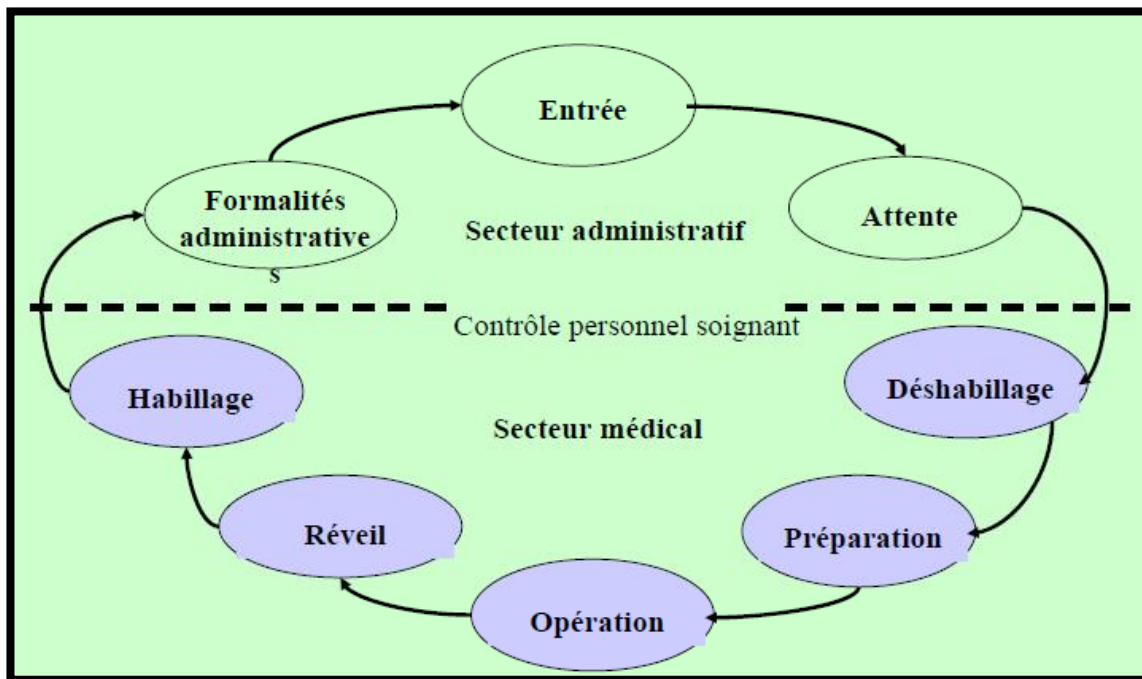 Entrée
Formalités
administrative
s
Attente
Secteur administratif
Contrôle personnel soignant
Habillage
Déshabillage
Secteur médical
Réveil
Préparation
Opération